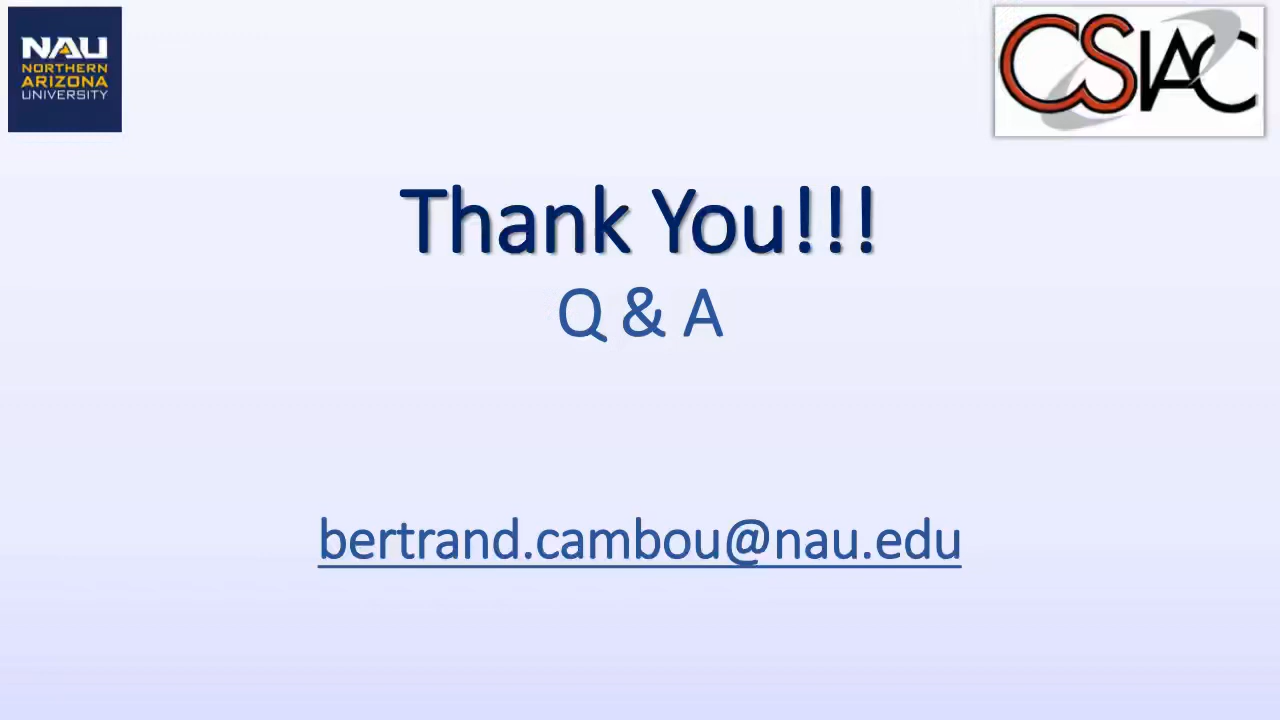 NAU
NORTHERN
ARIZONA
UNIVERSITY
CSIAC
Thank You!!!
Q & A
bertrand.cambou@nau.edu